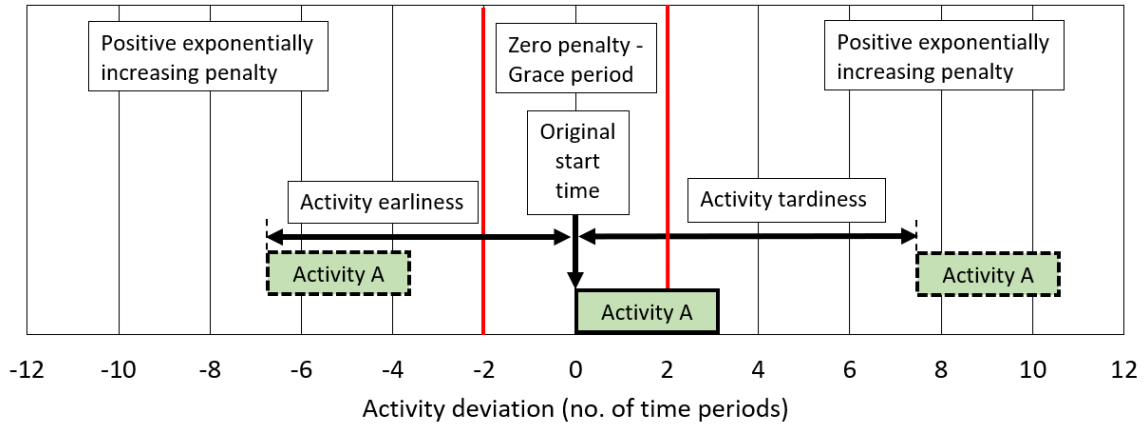 Positive exponentially
increasing penalty
Zero penalty -
Grace period
Positive exponentially
increasing penalty
Original
start
time
Activity earliness
Activity tardiness
Activity A
Activity A
Activity A
-12 -10 -8 -6 -4 -2 0 2 4 6 8 10 12
Activity deviation (no. of time periods)